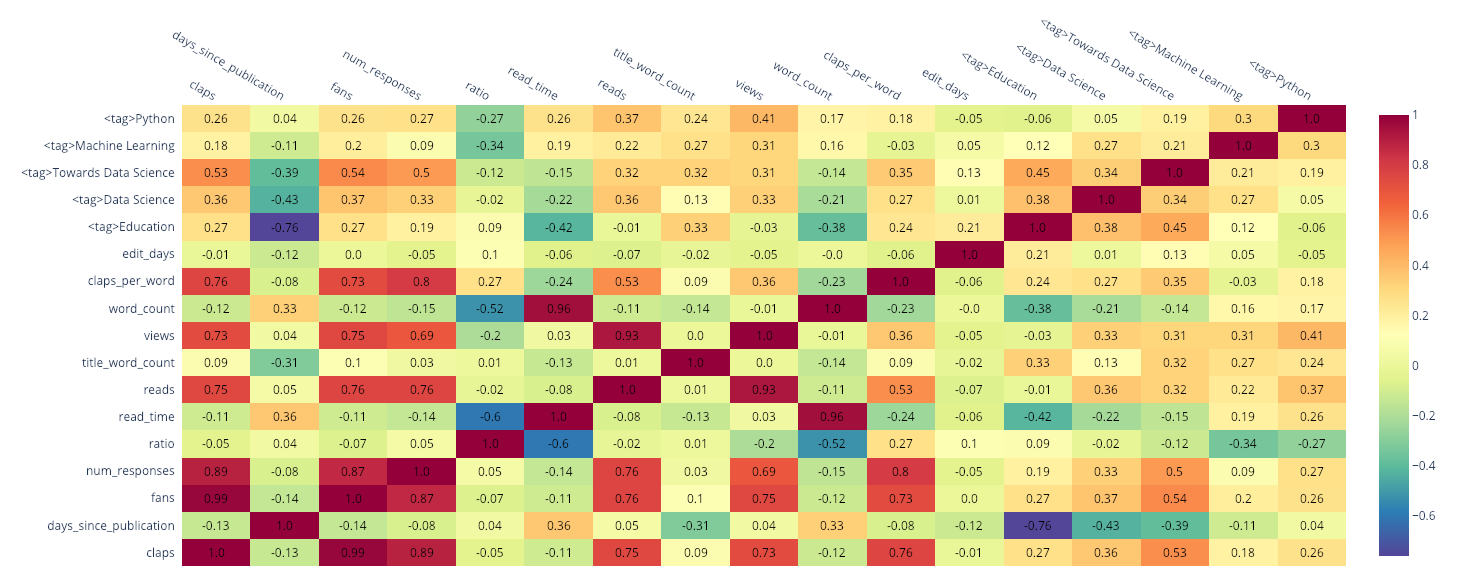 days_since_publication num_responses title_word_count claps_per_word <tag>Education <tag>Data Science <tag>Towards Data Science <tag>Machine Learning <tag>Python
claps fans ratio read_time reads views word_count edit_days
<tag>Python 0.26 0.04 0.26 0.27 -0.27 0.26 0.37 0.24 0.41 0.17 0.18 -0.05 -0.06 0.05 0.19 0.3 1.0
<tag>Machine Learning 0.18 -0.11 0.2 0.09 -0.34 0.19 0.22 0.27 0.31 0.16 -0.03 0.05 0.12 0.27 0.21 1.0 0.3
<tag>Towards Data Science 0.53 -0.39 0.54 0.5 -0.12 -0.15 0.32 0.32 0.31 -0.14 0.35 0.13 0.45 0.34 1.0 0.21 0.19
<tag>Data Science 0.36 -0.43 0.37 0.33 -0.02 -0.22 0.36 0.13 0.33 -0.21 0.27 0.01 0.38 1.0 0.34 0.27 0.05
<tag>Education 0.27 -0.76 0.27 0.19 0.09 -0.42 -0.01 0.33 -0.03 -0.38 0.24 0.21 1.0 0.38 0.45 0.12 -0.06
edit_days -0.01 -0.12 0.0 -0.05 0.1 -0.06 -0.07 -0.02 -0.05 -0.0 -0.06 1.0 0.21 0.01 0.13 0.05 -0.05
claps_per_word 0.76 -0.08 0.73 0.8 0.27 -0.24 0.53 0.09 0.36 -0.23 1.0 -0.06 0.24 0.27 0.35 -0.03 0.18
word_count -0.12 0.33 -0.12 -0.15 -0.52 0.96 -0.11 -0.14 -0.01 1.0 -0.23 -0.0 -0.38 -0.21 -0.14 0.16 0.17
views 0.73 0.04 0.75 0.69 -0.2 0.03 0.93 0.0 1.0 -0.01 0.36 -0.05 -0.03 0.33 0.31 0.31 0.41
title_word_count 0.09 -0.31 0.1 0.03 0.01 -0.13 0.01 1.0 0.0 -0.14 0.09 -0.02 0.33 0.13 0.32 0.27 0.24
reads 0.75 0.05 0.76 0.76 -0.02 -0.08 1.0 0.01 0.93 -0.11 0.53 -0.07 -0.01 0.36 0.32 0.22 0.37
read_time -0.11 0.36 -0.11 -0.14 -0.6 1.0 -0.08 -0.13 0.03 0.96 -0.24 -0.06 -0.42 -0.22 -0.15 0.19 0.26
ratio -0.05 0.04 -0.07 0.05 1.0 -0.6 -0.02 0.01 -0.2 -0.52 0.27 0.1 0.09 -0.02 -0.12 -0.34 -0.27
num_responses 0.89 -0.08 0.87 1.0 0.05 -0.14 0.76 0.03 0.69 -0.15 0.8 -0.05 0.19 0.33 0.5 0.09 0.27
fans 0.99 -0.14 1.0 0.87 -0.07 -0.11 0.76 0.1 0.75 -0.12 0.73 0.0 0.27 0.37 0.54 0.2 0.26
days_since_publication -0.13 1.0 -0.14 -0.08 0.04 0.36 0.05 -0.31 0.04 0.33 -0.08 -0.12 -0.76 -0.43 -0.39 -0.11 0.04
claps 1.0 -0.13 0.99 0.89 -0.05 -0.11 0.75 0.09 0.73 -0.12 0.76 -0.01 0.27 0.36 0.53 0.18 0.26
1
0.8
0.6
0.4
0.2
0
−0.2
−0.4
−0.6